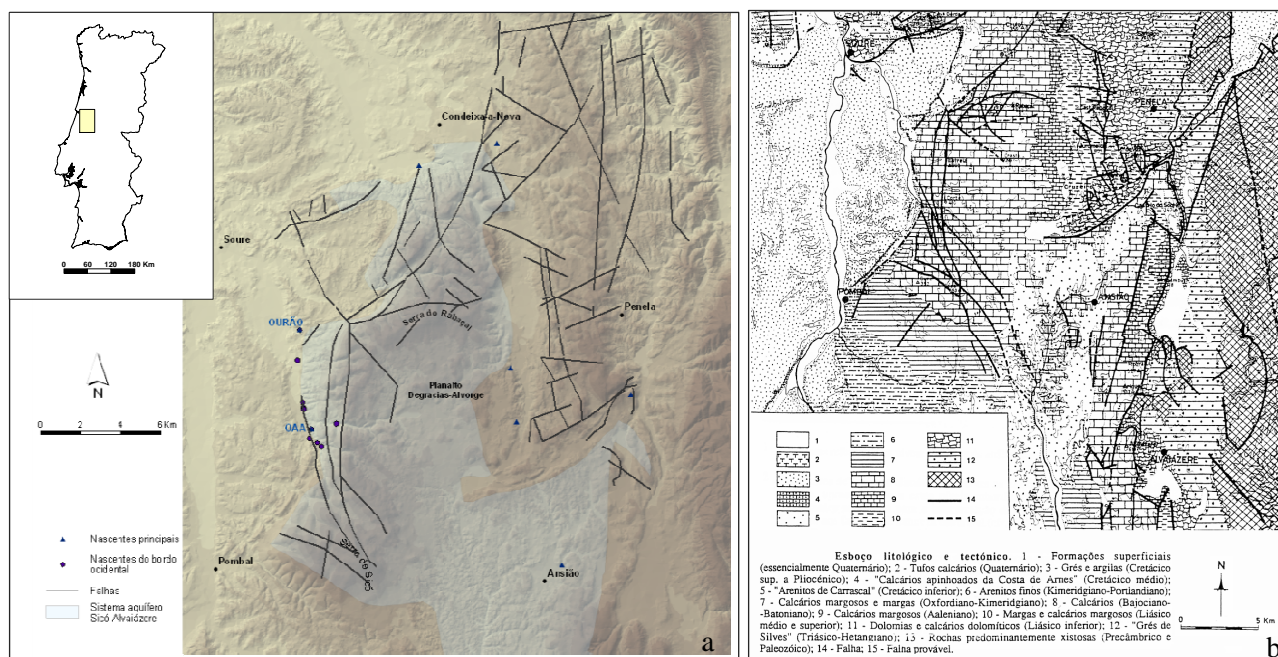 0 60 120 180 Km
Condeixa-a-Nova
Soure
OURÃO
Serra do Rabaçal
Penela
Planalto
Degracias-Alvorge
N
0 2 4 6 Km
OAA
Nascentes principais
Nascentes do bordo
ocidental
Falhas
Sistema aquífero
Sicó Alvaiázere
Pombal
Serra de Sicó
Ansião
a
SOURE
PENELA
POMBAL
ANSIÃO
ALVAIÁZERE
1 6 11
2 7 12
3 8 13
4 9 14
5 10 15
Esboço litológico e tectónico. 1 - Formações superficiais
(essencialmente Quaternário); 2 - Tufos calcários (Quaternário); 3 - Grés e argilas (Cretácico
sup. a Pliocénico); 4 - "Calcários apinhoados da Costa de Arnes" (Cretácico médio);
5 - "Arenitos de Carrascal" (Cretácico inferior); 6 - Arenitos finos (Kimeridgiano-Portlandiano);
7 - Calcários margosos e margas (Oxfordiano-Kimeridgiano); 8 - Calcários (Bajociano-
-Batoniano); 9 - Calcários margosos (Aaleniano); 10 - Margas e calcários margosos (Liásico
médio e superior); 11 - Dolomias e calcários dolomíticos (Liásico inferior); 12 - "Grés de
Silves" (Triásico-Hetangiano); 13 - Rochas predominantemente xistosas (Precâmbrico e
Paleozóico); 14 - Falha; 15 - Falha provável.
N
0 5 Km
b